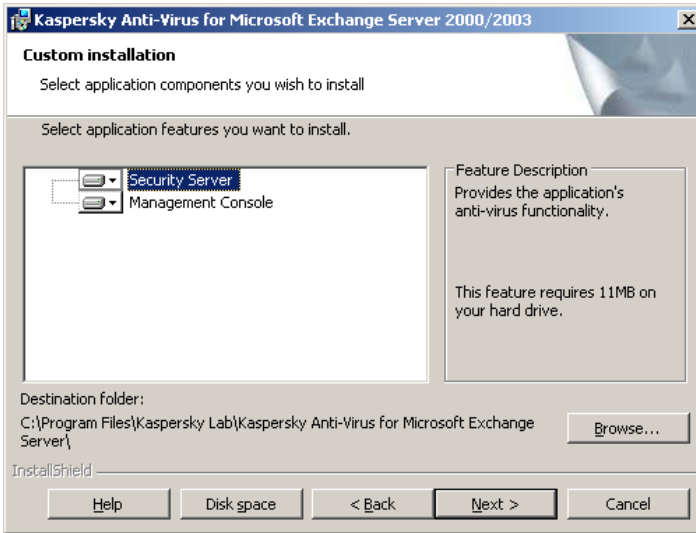 Kaspersky Anti-Virus for Microsoft Exchange Server 2000/2003
Custom installation
Select application components you wish to install
Select application features you want to install.
Security Server
Management Console
Feature Description
Provides the application's
anti-virus functionality.
This feature requires 11MB on
your hard drive.
Destination folder:
C:\Program Files\Kaspersky Lab\Kaspersky Anti-Virus for Microsoft Exchange
Server\
Browse...
InstallShield
Help
Disk space
< Back
Next >
Cancel